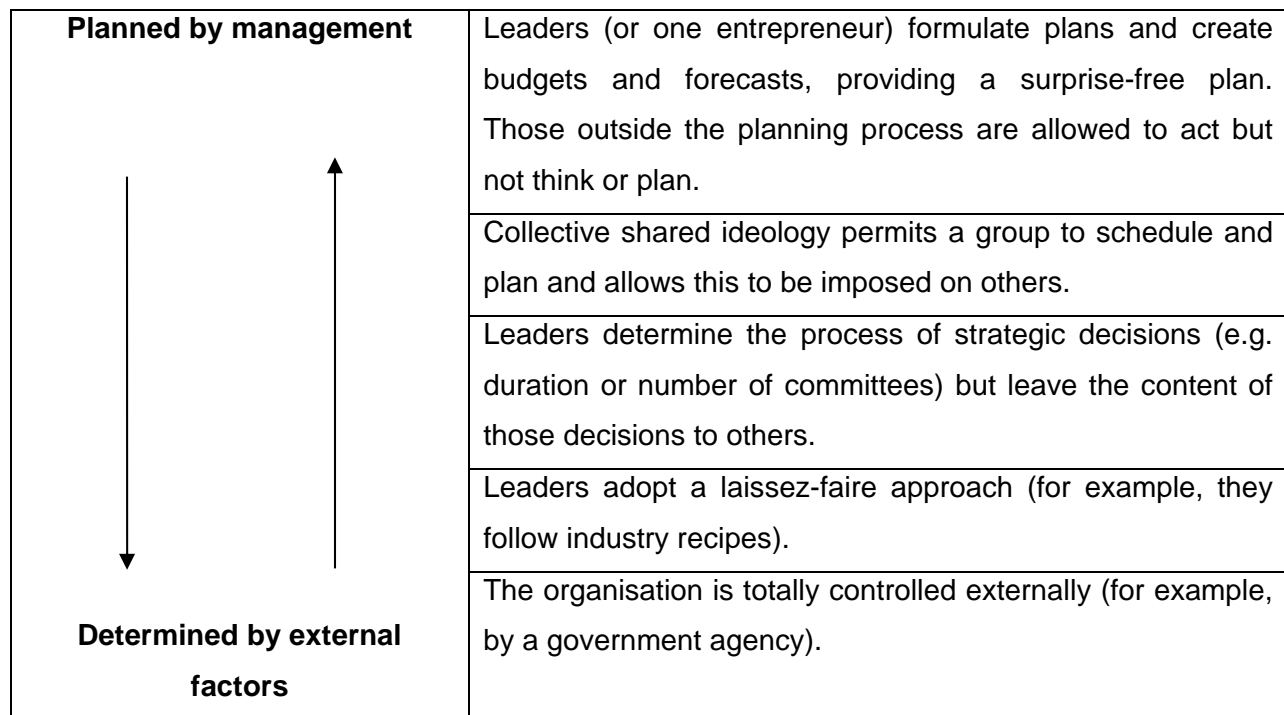 Planned by management
Leaders (or one entrepreneur) formulate plans and create
budgets and forecasts, providing a surprise-free plan.
Those outside the planning process are allowed to act but
not think or plan.
Collective shared ideology permits a group to schedule and
plan and allows this to be imposed on others.
Leaders determine the process of strategic decisions (e.g.
duration or number of committees) but leave the content of
those decisions to others.
Leaders adopt a laissez-faire approach (for example, they
follow industry recipes).
Determined by external
factors
The organisation is totally controlled externally (for example,
by a government agency).